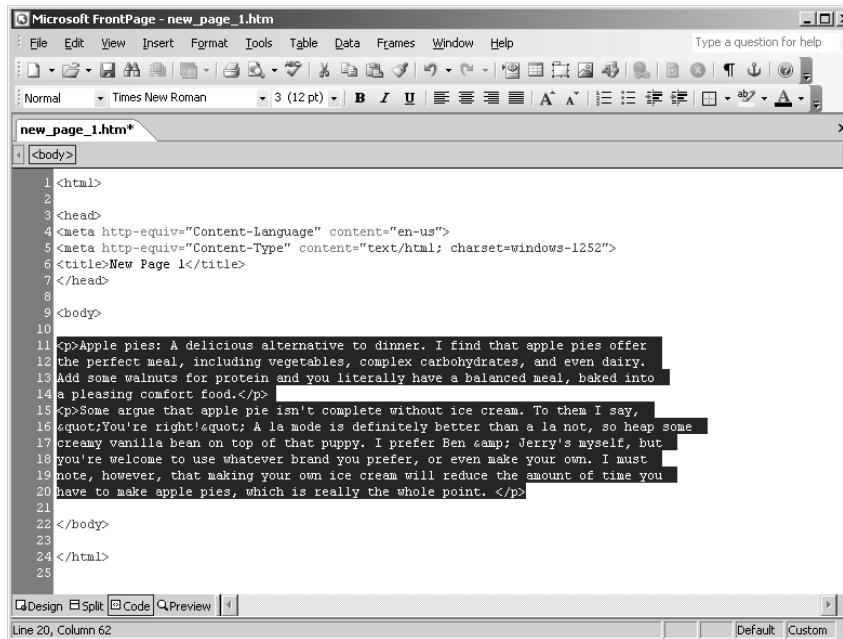 Microsoft FrontPage - new_page_1.htm
File Edit View Insert Format Tools Table Data Frames Window Help Type a question for help
Normal Times New Roman 3 (12 pt) B I U A A ab A
new_page_1.htm*
<body>
1 <html>
2
3 <head>
4 <meta http-equiv="Content-Language" content="en-us">
5 <meta http-equiv="Content-Type" content="text/html; charset=windows-1252">
6 <title>New Page 1</title>
7 </head>
8
9 <body>
10
11 <p>Apple pies: A delicious alternative to dinner. I find that apple pies offer
12 the perfect meal, including vegetables, complex carbohydrates, and even dairy.
13 Add some walnuts for protein and you literally have a balanced meal, baked into
14 a pleasing comfort food.</p>
15 <p>Some argue that apple pie isn't complete without ice cream. To them I say,
16 &quot;You're right!&quot; A la mode is definitely better than a la not, so heap some
17 creamy vanilla bean on top of that puppy. I prefer Ben &amp; Jerry's myself, but
18 you're welcome to use whatever brand you prefer, or even make your own. I must
19 note, however, that making your own ice cream will reduce the amount of time you
20 have to make apple pies, which is really the whole point. </p>
21
22 </body>
23
24 </html>
25
Design Split Code Preview
Line 20, Column 62 Default Custom